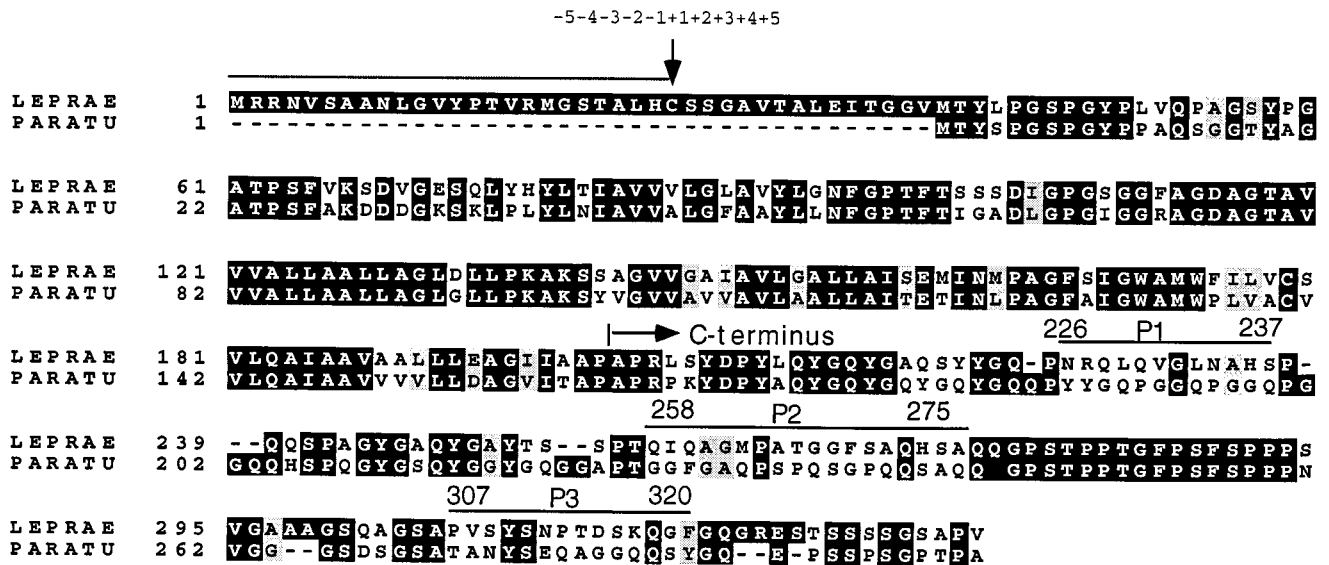 -5-4-3-2-1+1+2+3+4+5
LEPRAE 1 MRRNVSAANLGVYPTVRMGSTALHCSSGAVTALEITGGVMTYLPGSPGYPLVQPAGSYPG
PARATU 1 ---------------------------------------MTYSPGSPGYPPAQSGGTYAG
LEPRAE 61 ATPSFVKSDVGESQLYHYLTIAVVVLGLAVYLGNFGPTFTSSSDIGPGSGGFAGDAGTAV
PARATU 22 ATPSFAKDDDGKSKLPLYLNIAVVALGFAAYLLNFGPTFTIGADLGPGIGGRAGDAGTAV
LEPRAE 121 VVALLAALLAGLDLLPKAKSSAGVVGAIAVLGALLAISEMINMPAGFSIGWAMWFILVCS
PARATU 82 VVALLAALLAGLGLLPKAKSYVGVVAVVAVLAALLAITETINLPAGFAIGWAMWPLVACV
C-terminus 226 P1 237
LEPRAE 181 VLQAIAAVAALLLEAGIIAAPAPRLSYDPYLQYGQYGAQSYYGQ-PNRQLQVGLNAHSP-
PARATU 142 VLQAIAAVVVVLLDAGVITAPAPRPKYDPYAQYGQYGQYGQYGQQPYYGQPGGQPGGQPG
258 P2 275
LEPRAE 239 --QQSPAGYGAQYGAYTS--SPTQIQAGMPATGGFSAQHSAQQGPSTPPTGFPSFSPPPS
PARATU 202 GQQHSPQGYGSQYGGYGQGGAPTGGFGAQPSPQSGPQQSAQQ GPSTPPTGFPSFSPPPN
307 P3 320
LEPRAE 295 VGAAAGSQAGSAPVSYSNPTDSKQGFGQGRESTSSSSGSAPV
PARATU 262 VGG--GSDSGSATANYSEQAGGQQSYGQ--E-PSSPSGPTPA